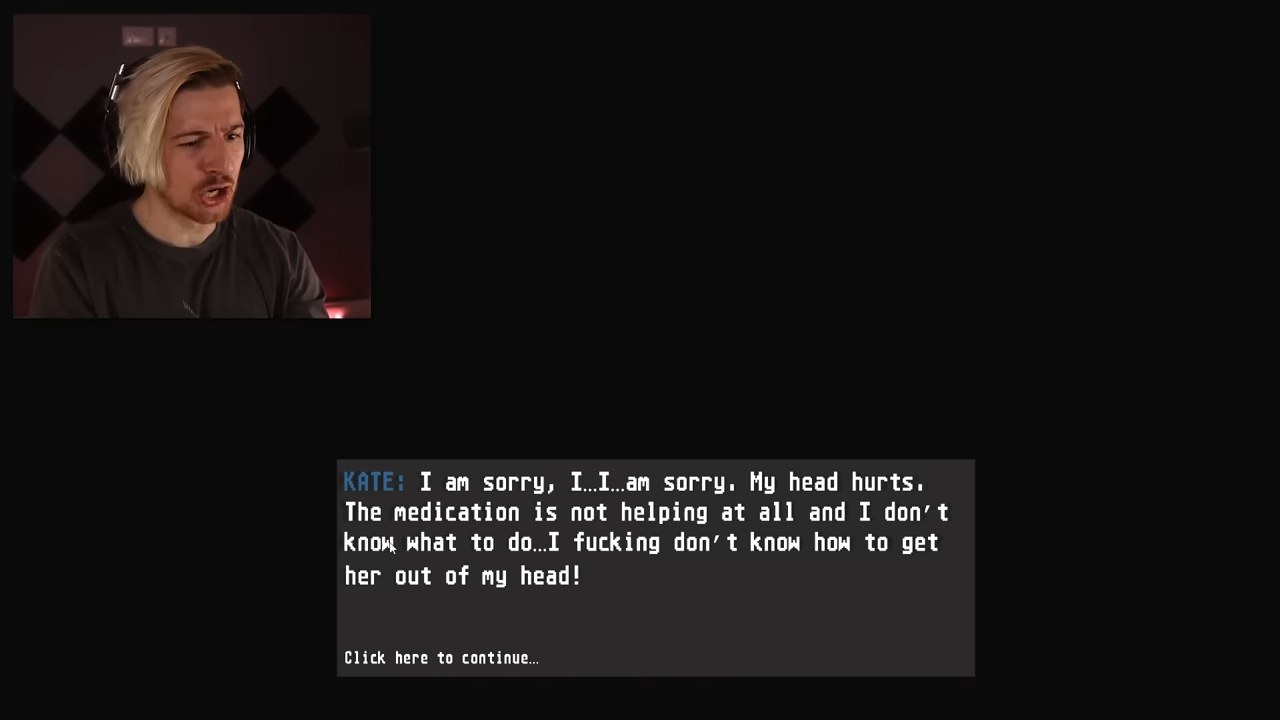 KATE: I am sorry, I...I...am sorry. My head hurts.
The medication is not helping at all and I don't
know what to do...I fucking don't know how to get
her out of my head!
Click here to continue...